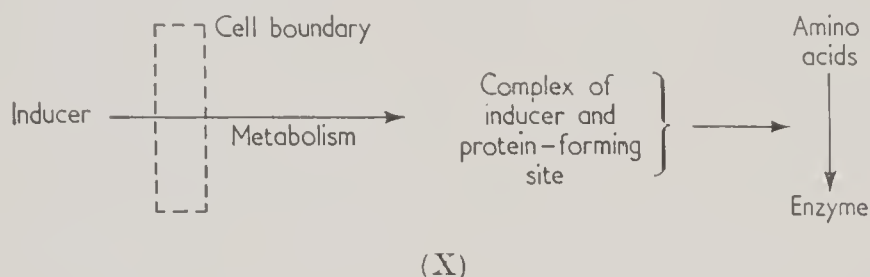 Cell boundary
Inducer
Metabolism
Complex of
inducer and
protein-forming
site
Amino
acids
Enzyme
(X)